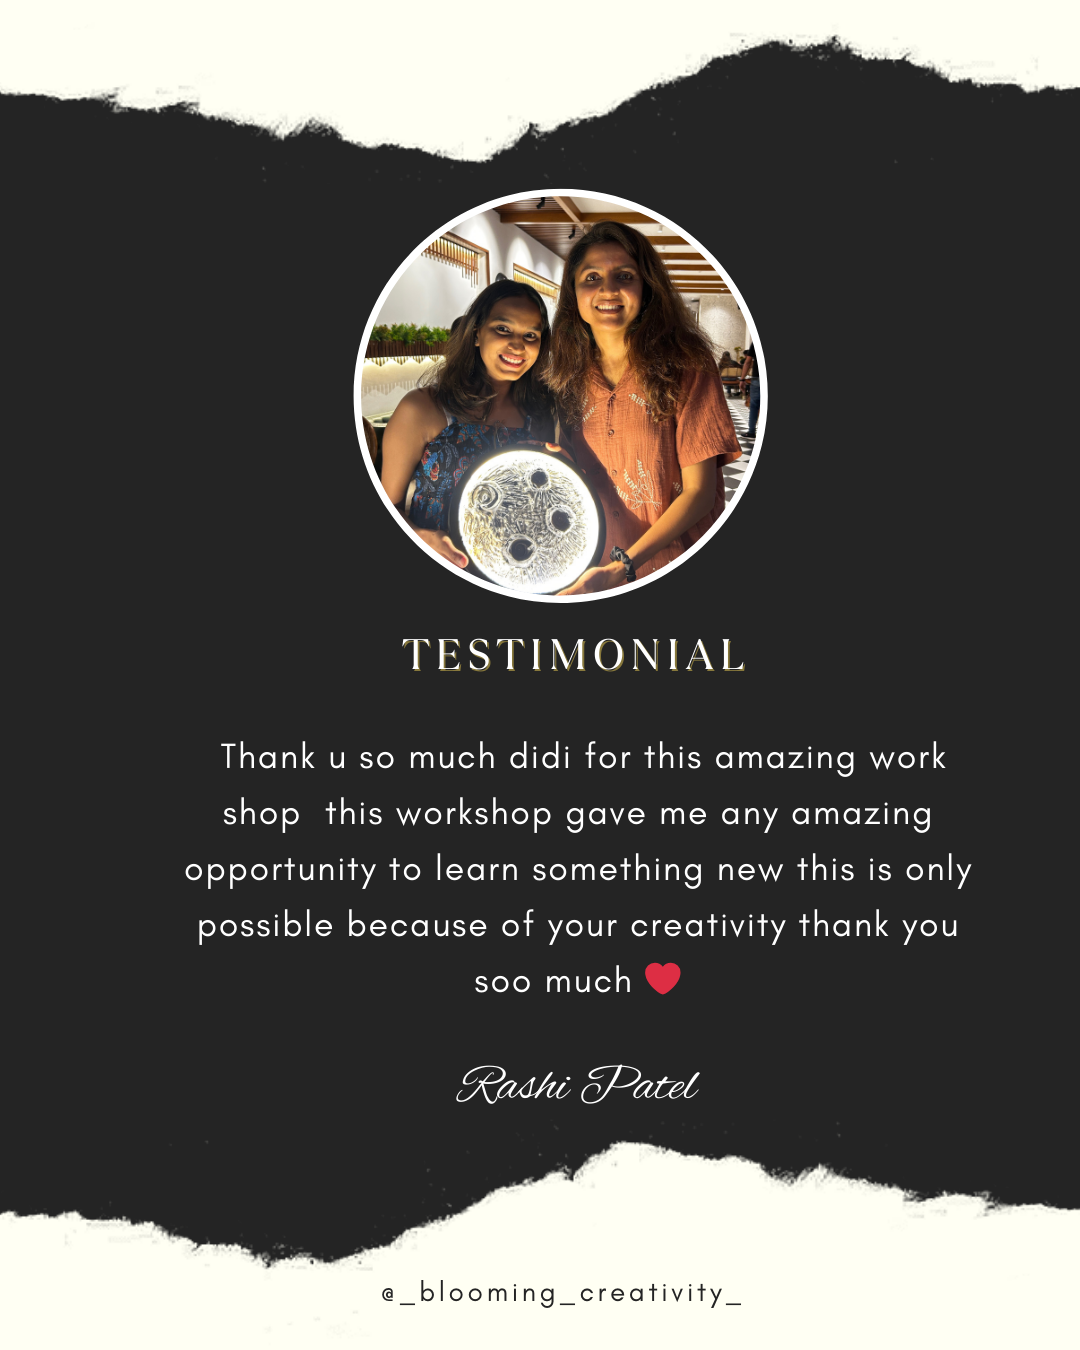 TESTIMONIAL
Thank u so much didi for this amazing work
shop  this workshop gave me any amazing
opportunity to learn something new this is only
possible because of your creativity thank you
soo much ❤️
Rashi Patel
@_blooming_creativity_